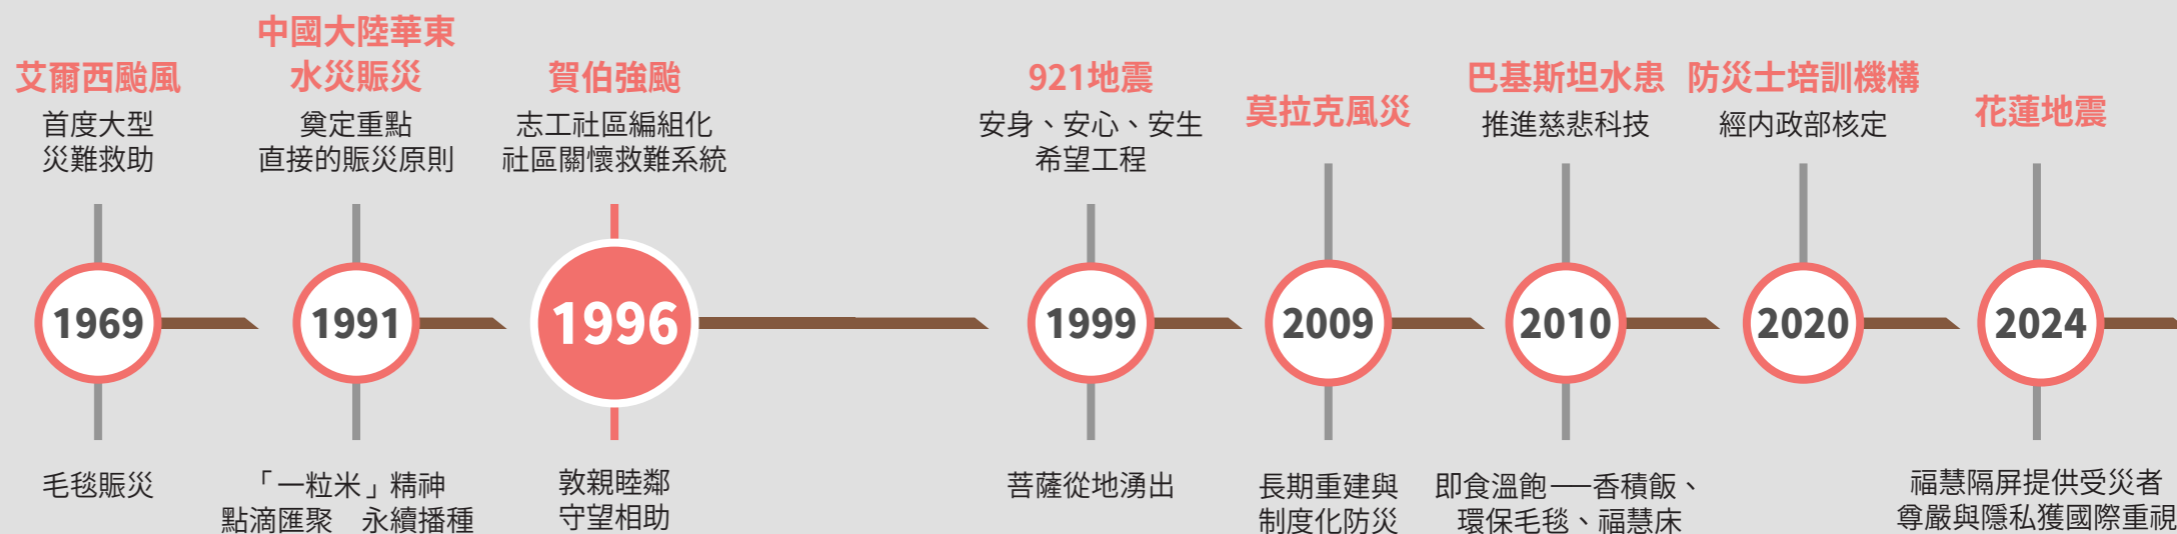 艾爾西颱風
首度大型
災難救助
1969
毛毯賑災
中國大陸華東
水災賑災
奠定重點
直接的賑災原則
1991
「一粒米」精神
點滴匯聚　永續播種
賀伯強颱
志工社區編組化
社區關懷救難系統
1996
敦親睦鄰
守望相助
921地震
安身、安心、安生
希望工程
1999
菩薩從地湧出
莫拉克風災
2009
長期重建與
制度化防災
巴基斯坦水患
推進慈悲科技
2010
即食溫飽——香積飯、
環保毛毯、福慧床
防災士培訓機構
經內政部核定
2020
花蓮地震
2024
福慧隔屏提供受災者
尊嚴與隱私獲國際重視